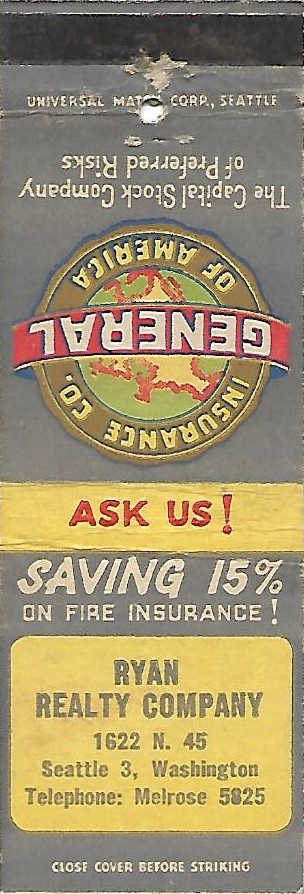 UNIVERSAL MATCH CORP., SEATTLE
The Capital Stock Company
of Preferred Risks
GENERAL
INSURANCE CO.
OF AMERICA
ASK US!
SAVING 15%
ON FIRE INSURANCE!
RYAN
REALTY COMPANY
1622 N. 45
Seattle 3, Washington
Telephone: Melrose 5825
CLOSE COVER BEFORE STRIKING